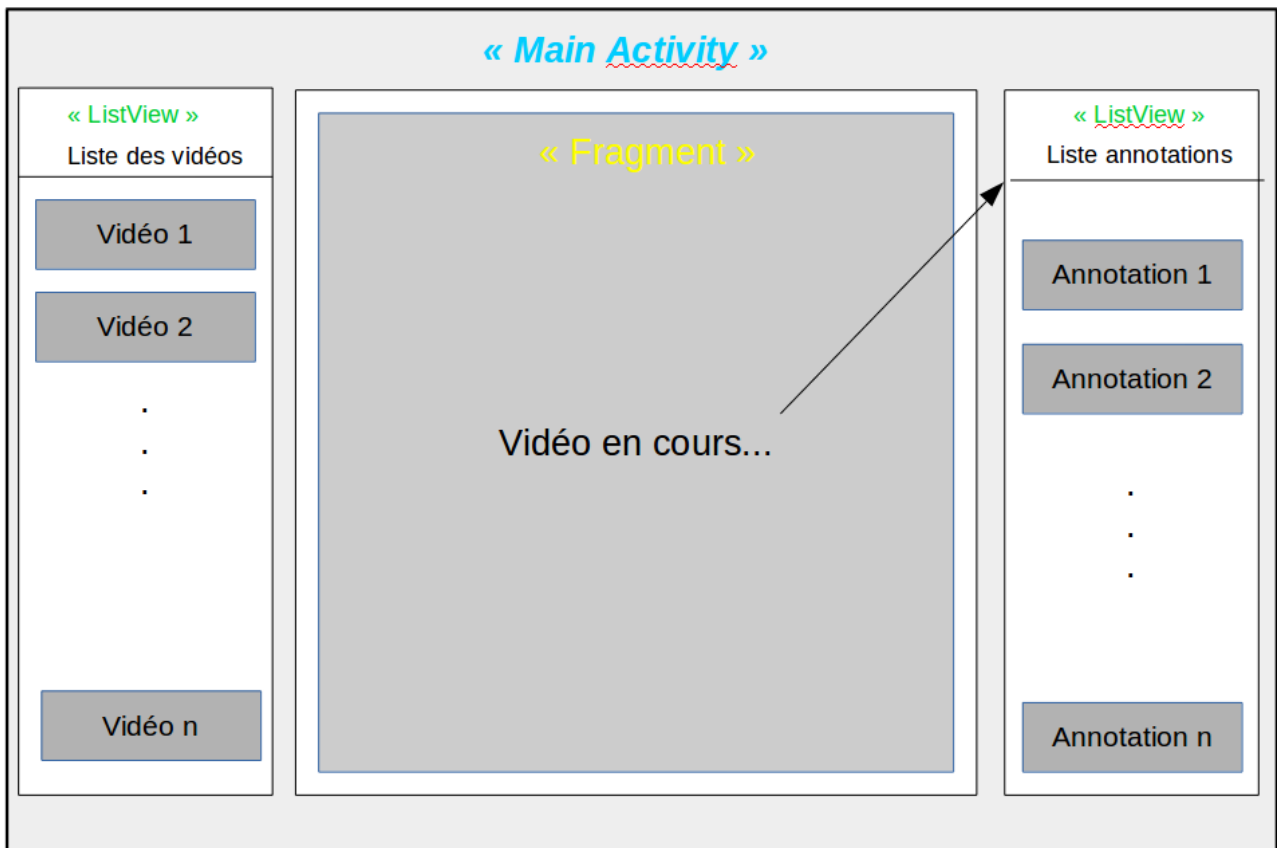 « Main Activity »
« ListView »
Liste des vidéos
Vidéo 1
Vidéo 2
.
.
.
Vidéo n
« Fragment »
Vidéo en cours...
« ListView »
Liste annotations
Annotation 1
Annotation 2
.
.
.
Annotation n